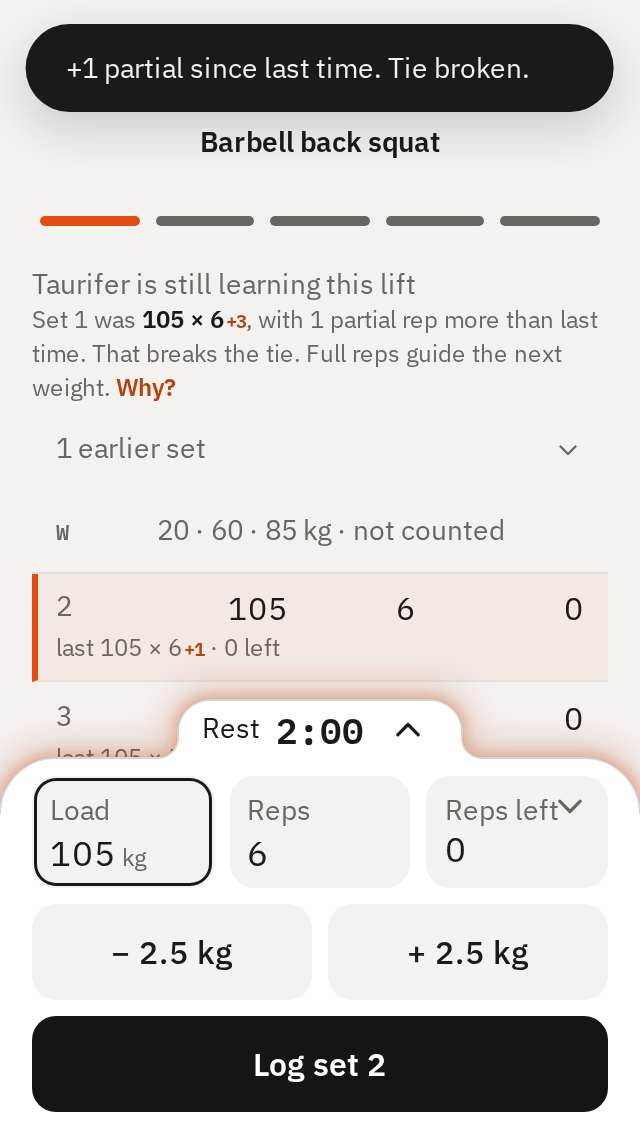 +1 partial since last time. Tie broken.
Barbell back squat
Taurifer is still learning this lift
Set 1 was 105 × 6 +3, with 1 partial rep more than last
time. That breaks the tie. Full reps guide the next
weight. Why?
1 earlier set
W 20 · 60 · 85 kg · not counted
2 105 6 0
last 105 × 6 +1 · 0 left
3 0
last 105 ×
Rest 2:00
Load Reps Reps left
105 kg 6 0
− 2.5 kg + 2.5 kg
Log set 2